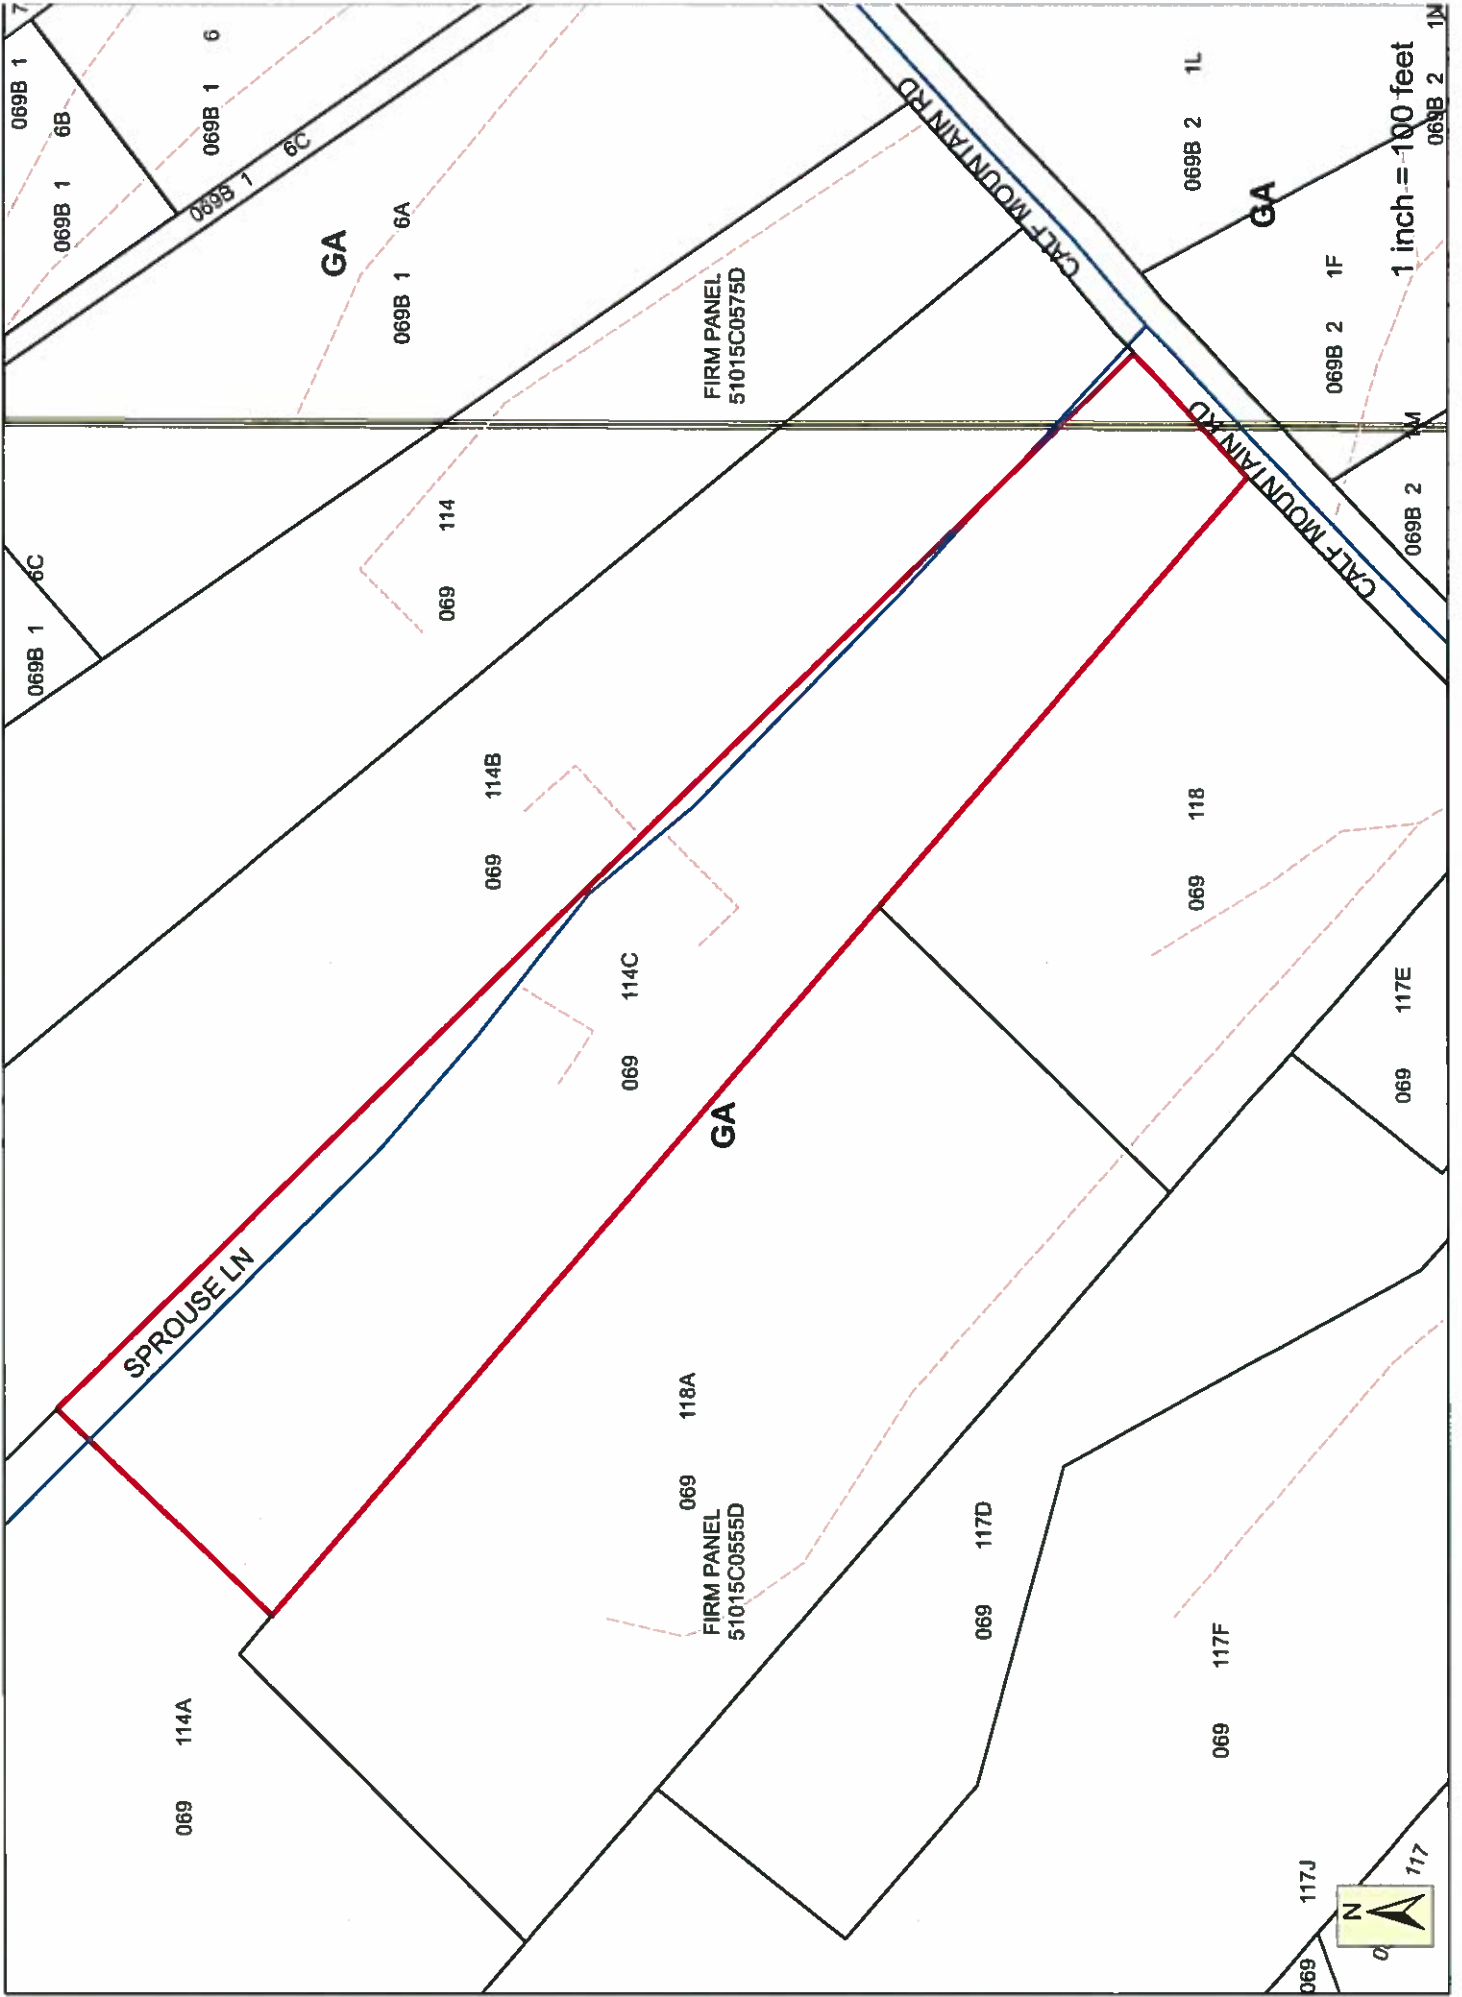 069B 1 7
069B 1 6C
069B 1 6B
069 114A
SPROUSE LN
069B 1 6
069B 1 6C
GA
069B 1 6A
069 114
069 114B
069 114C
069 118A
FIRM PANEL
51015C0555D
FIRM PANEL
51015C0575D
GA
069 117D
CALF MOUNTAIN RD
069B 2 1L
069 118
069 117F
GA
CALF MOUNTAIN RD
069 117J
069B 2 1F
N
117
069 117E
1 inch = 100 feet
069B 2 1M
069B 2 1N